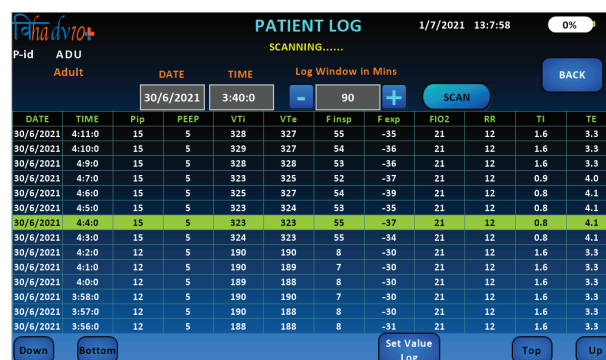 विha dv10+ PATIENT LOG 1/7/2021 13:7:58 0%
SCANNING......
P-id ADU
Adult DATE TIME Log Window in Mins BACK
30/6/2021 3:40:0 - 90 + SCAN
DATE TIME Pip PEEP VTi VTe F insp F exp FIO2 RR TI TE
30/6/2021 4:11:0 15 5 328 327 55 -35 21 12 1.6 3.3
30/6/2021 4:10:0 15 5 329 327 54 -36 21 12 1.6 3.3
30/6/2021 4:9:0 15 5 328 328 53 -36 21 12 1.6 3.3
30/6/2021 4:7:0 15 5 323 325 52 -37 21 12 0.9 4.0
30/6/2021 4:6:0 15 5 325 327 54 -39 21 12 0.8 4.1
30/6/2021 4:5:0 15 5 323 324 53 -35 21 12 0.8 4.1
30/6/2021 4:4:0 15 5 323 323 55 -37 21 12 0.8 4.1
30/6/2021 4:3:0 15 5 324 323 55 -34 21 12 0.8 4.1
30/6/2021 4:2:0 12 5 190 190 8 -30 21 12 1.6 3.3
30/6/2021 4:1:0 12 5 190 189 7 -30 21 12 1.6 3.3
30/6/2021 4:0:0 12 5 189 188 8 -30 21 12 1.6 3.3
30/6/2021 3:58:0 12 5 190 190 7 -30 21 12 1.6 3.3
30/6/2021 3:57:0 12 5 190 190 8 -30 21 12 1.6 3.3
30/6/2021 3:56:0 12 5 188 188 8 -31 21 12 1.6 3.3
Down Bottom Set Value Top Up
Log